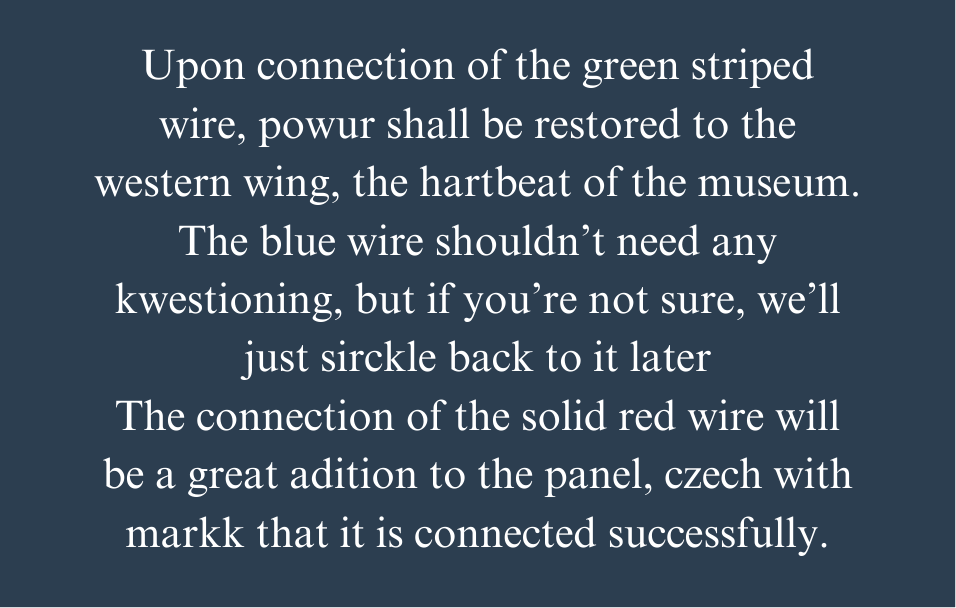 Upon connection of the green striped
wire, powur shall be restored to the
western wing, the hartbeat of the museum.
The blue wire shouldn’t need any
kwestioning, but if you’re not sure, we’ll
just sirckle back to it later
The connection of the solid red wire will
be a great adition to the panel, czech with
markk that it is connected successfully.